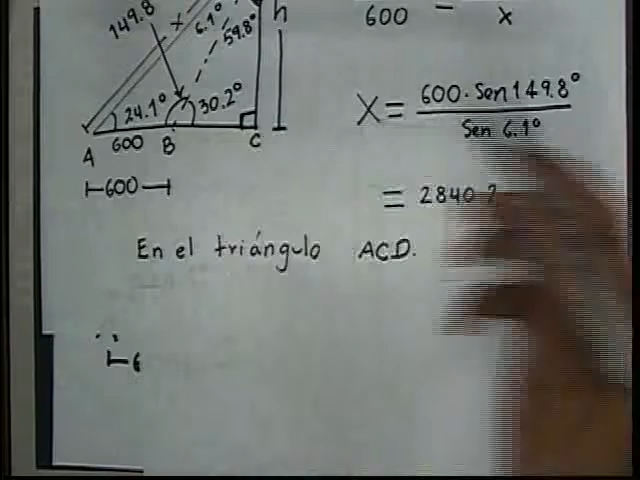 149.8
x
6.1°
59.8°
h
24.1°
30.2°
A 600 B C
600
600 = x
X = 600 · Sen 149.8°
Sen 6.1°
= 2840.?
En el triángulo ACD.
6